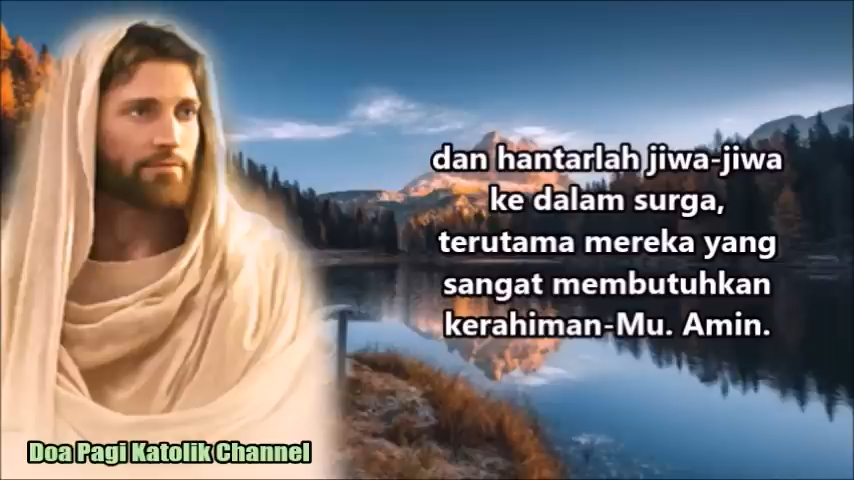 dan hantarlah jiwa-jiwa
ke dalam surga,
terutama mereka yang
sangat membutuhkan
kerahiman-Mu. Amin.
Doa Pagi Katolik Channel